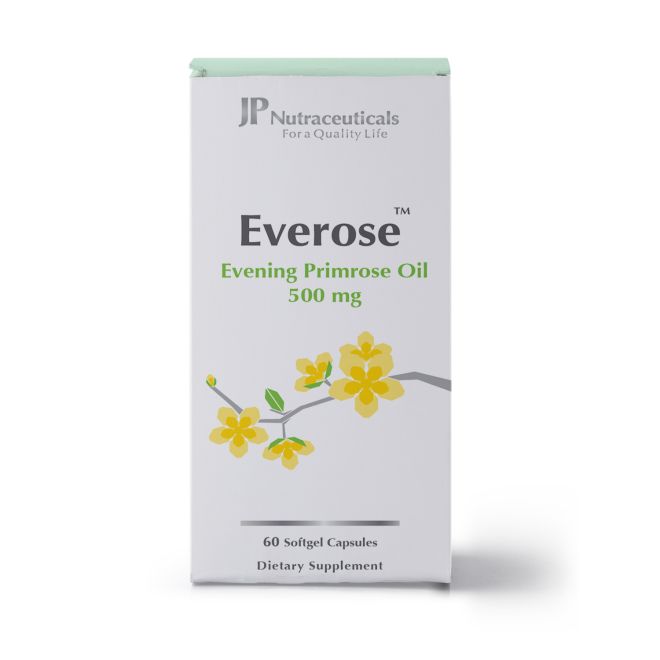 JP Nutraceuticals
For a Quality Life
Everose™
Evening Primrose Oil
500 mg
60 Softgel Capsules
Dietary Supplement